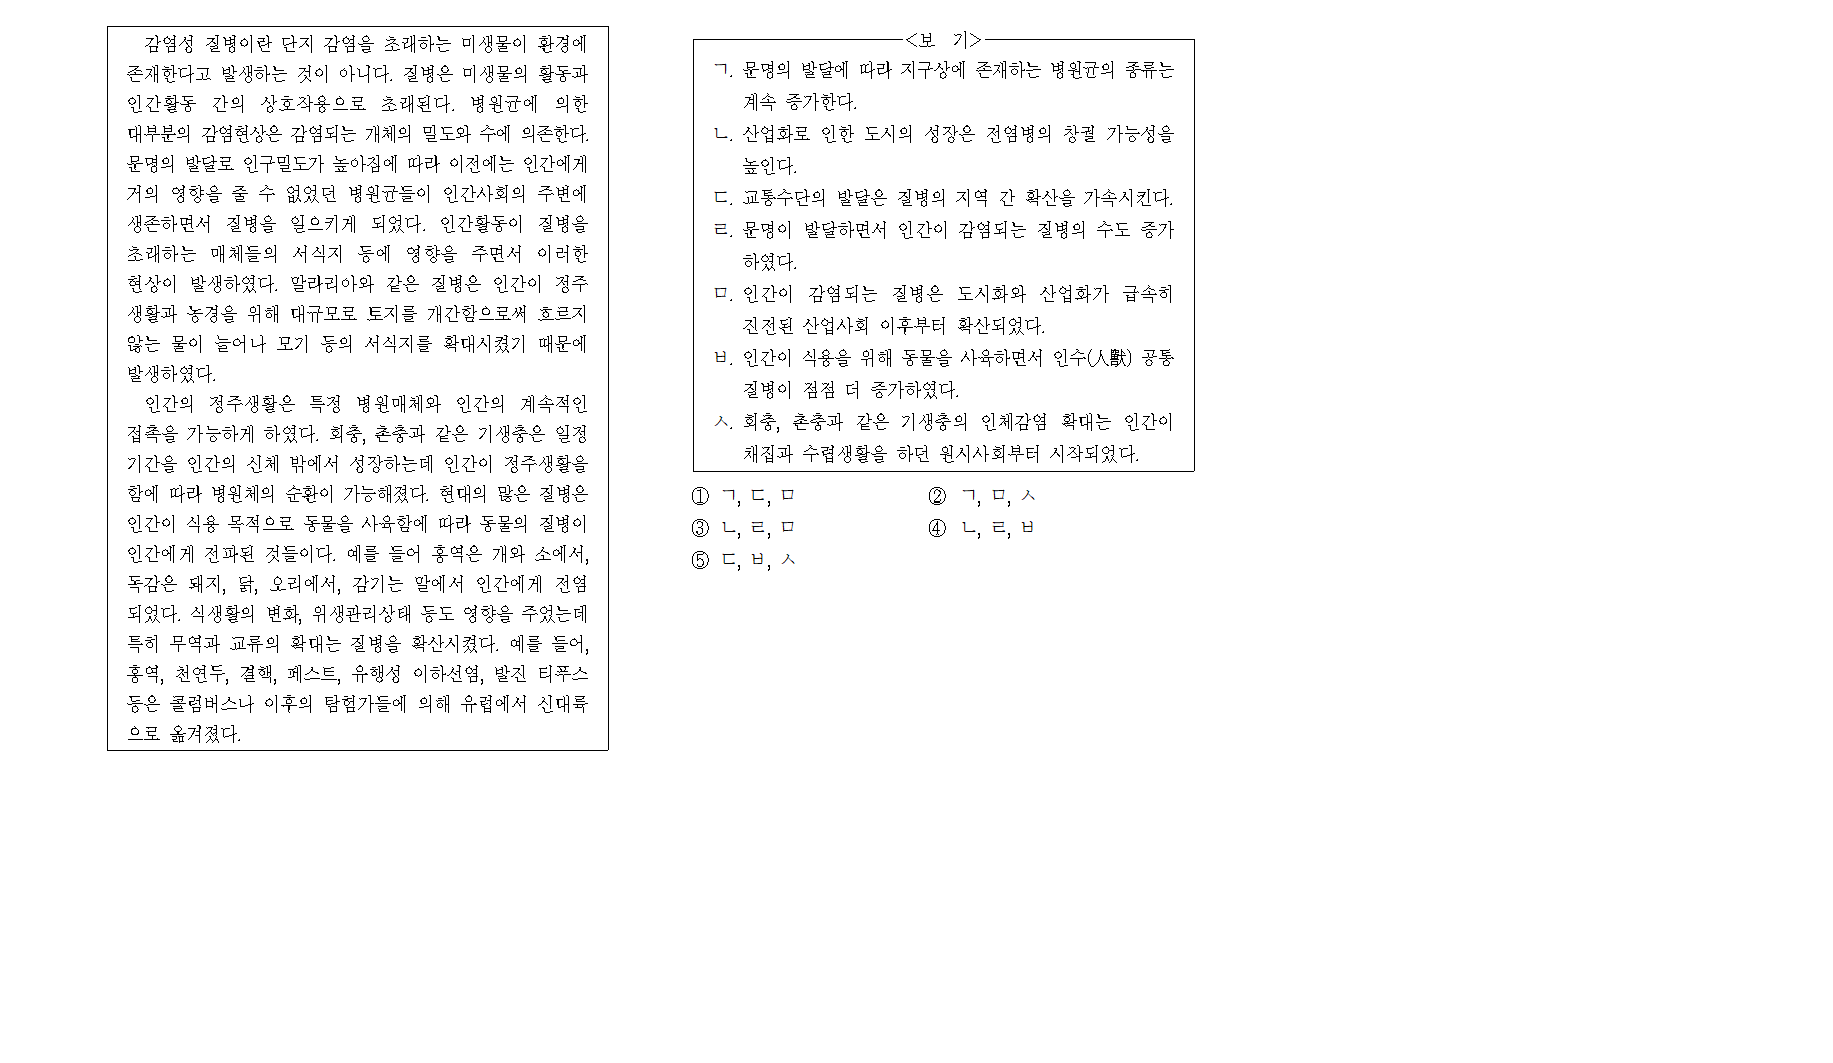 감염성 질병이란 단지 감염을 초래하는 미생물이 환경에
존재한다고 발생하는 것이 아니다. 질병은 미생물의 활동과
인간활동 간의 상호작용으로 초래된다. 병원균에 의한
대부분의 감염현상은 감염되는 개체의 밀도와 수에 의존한다.
문명의 발달로 인구밀도가 높아짐에 따라 이전에는 인간에게
거의 영향을 줄 수 없었던 병원균들이 인간사회의 주변에
생존하면서 질병을 일으키게 되었다. 인간활동이 질병을
초래하는 매체들의 서식지 등에 영향을 주면서 이러한
현상이 발생하였다. 말라리아와 같은 질병은 인간이 정주
생활과 농경을 위해 대규모로 토지를 개간함으로써 흐르지
않는 물이 늘어나 모기 등의 서식지를 확대시켰기 때문에
발생하였다.
인간의 정주생활은 특정 병원매체와 인간의 계속적인
접촉을 가능하게 하였다. 회충, 촌충과 같은 기생충은 일정
기간을 인간의 신체 밖에서 성장하는데 인간이 정주생활을
함에 따라 병원체의 순환이 가능해졌다. 현대의 많은 질병은
인간이 식용 목적으로 동물을 사육함에 따라 동물의 질병이
인간에게 전파된 것들이다. 예를 들어 홍역은 개와 소에서,
독감은 돼지, 닭, 오리에서, 감기는 말에서 인간에게 전염
되었다. 식생활의 변화, 위생관리상태 등도 영향을 주었는데
특히 무역과 교류의 확대는 질병을 확산시켰다. 예를 들어,
홍역, 천연두, 결핵, 페스트, 유행성 이하선염, 발진 티푸스
등은 콜럼버스나 이후의 탐험가들에 의해 유럽에서 신대륙
으로 옮겨졌다.
<보 기>
ㄱ. 문명의 발달에 따라 지구상에 존재하는 병원균의 종류는
계속 증가한다.
ㄴ. 산업화로 인한 도시의 성장은 전염병의 창궐 가능성을
높인다.
ㄷ. 교통수단의 발달은 질병의 지역 간 확산을 가속시킨다.
ㄹ. 문명이 발달하면서 인간이 감염되는 질병의 수도 증가
하였다.
ㅁ. 인간이 감염되는 질병은 도시화와 산업화가 급속히
진전된 산업사회 이후부터 확산되었다.
ㅂ. 인간이 식용을 위해 동물을 사육하면서 인수(人獸) 공통
질병이 점점 더 증가하였다.
ㅅ. 회충, 촌충과 같은 기생충의 인체감염 확대는 인간이
채집과 수렵생활을 하던 원시사회부터 시작되었다.
① ㄱ, ㄷ, ㅁ ② ㄱ, ㅁ, ㅅ
③ ㄴ, ㄹ, ㅁ ④ ㄴ, ㄹ, ㅂ
⑤ ㄷ, ㅂ, ㅅ